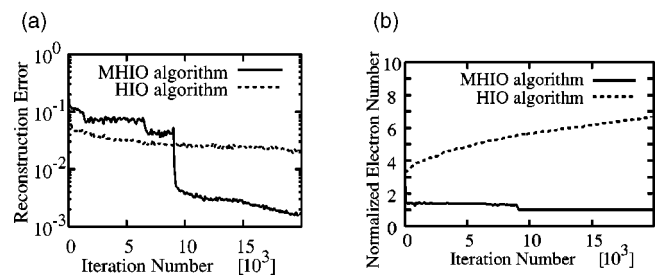 (a)
Reconstruction Error
10^0
10^-1
10^-2
10^-3
MHIO algorithm
HIO algorithm
0 5 10 15
Iteration Number [10^3]
(b)
Normalized Electron Number
10
8
6
4
2
0
MHIO algorithm
HIO algorithm
0 5 10 15
Iteration Number [10^3]